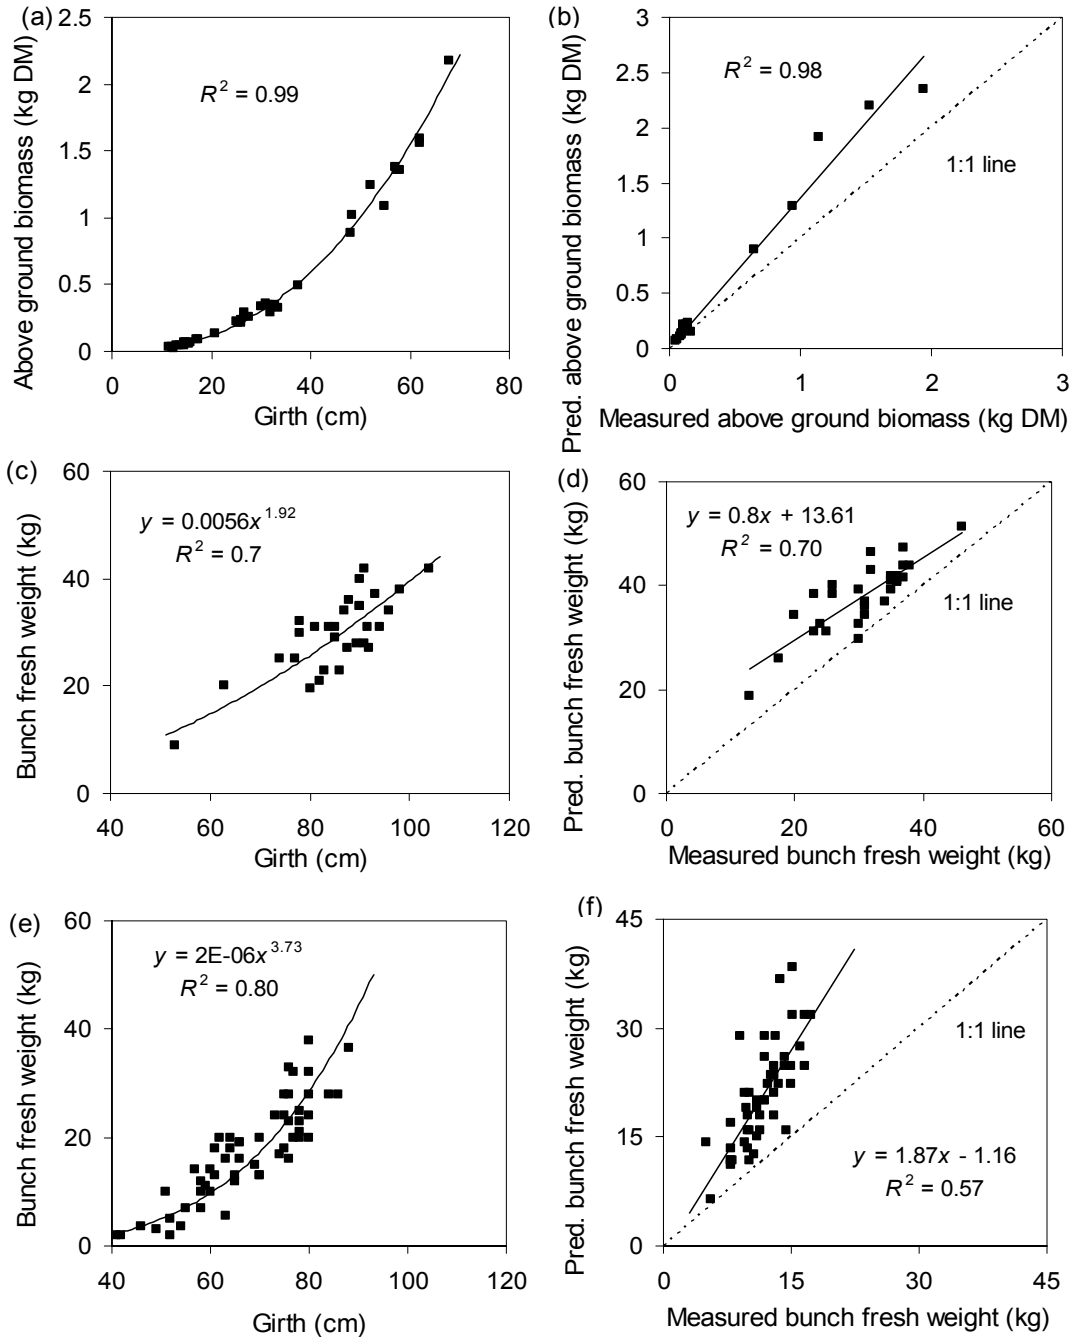 (a)
Above ground biomass (kg DM)
2.5
2
1.5
1
0.5
0
R² = 0.99
0 20 40 60 80
Girth (cm)
(b)
Pred. above ground biomass (kg DM)
3
2.5
2
1.5
1
0.5
0
R² = 0.98
1:1 line
0 1 2 3
Measured above ground biomass (kg DM)
(c)
Bunch fresh weight (kg)
60
40
20
0
y = 0.0056x^1.92
R² = 0.7
40 60 80 100 120
Girth (cm)
(d)
Pred. bunch fresh weight (kg)
60
40
20
0
y = 0.8x + 13.61
R² = 0.70
1:1 line
0 20 40 60
Measured bunch fresh weight (kg)
(e)
Bunch fresh weight (kg)
60
40
20
0
y = 2E-06x^3.73
R² = 0.80
40 60 80 100 120
Girth (cm)
(f)
Pred. bunch fresh weight (kg)
45
30
15
0
1:1 line
y = 1.87x - 1.16
R² = 0.57
0 15 30 45
Measured bunch fresh weight (kg)